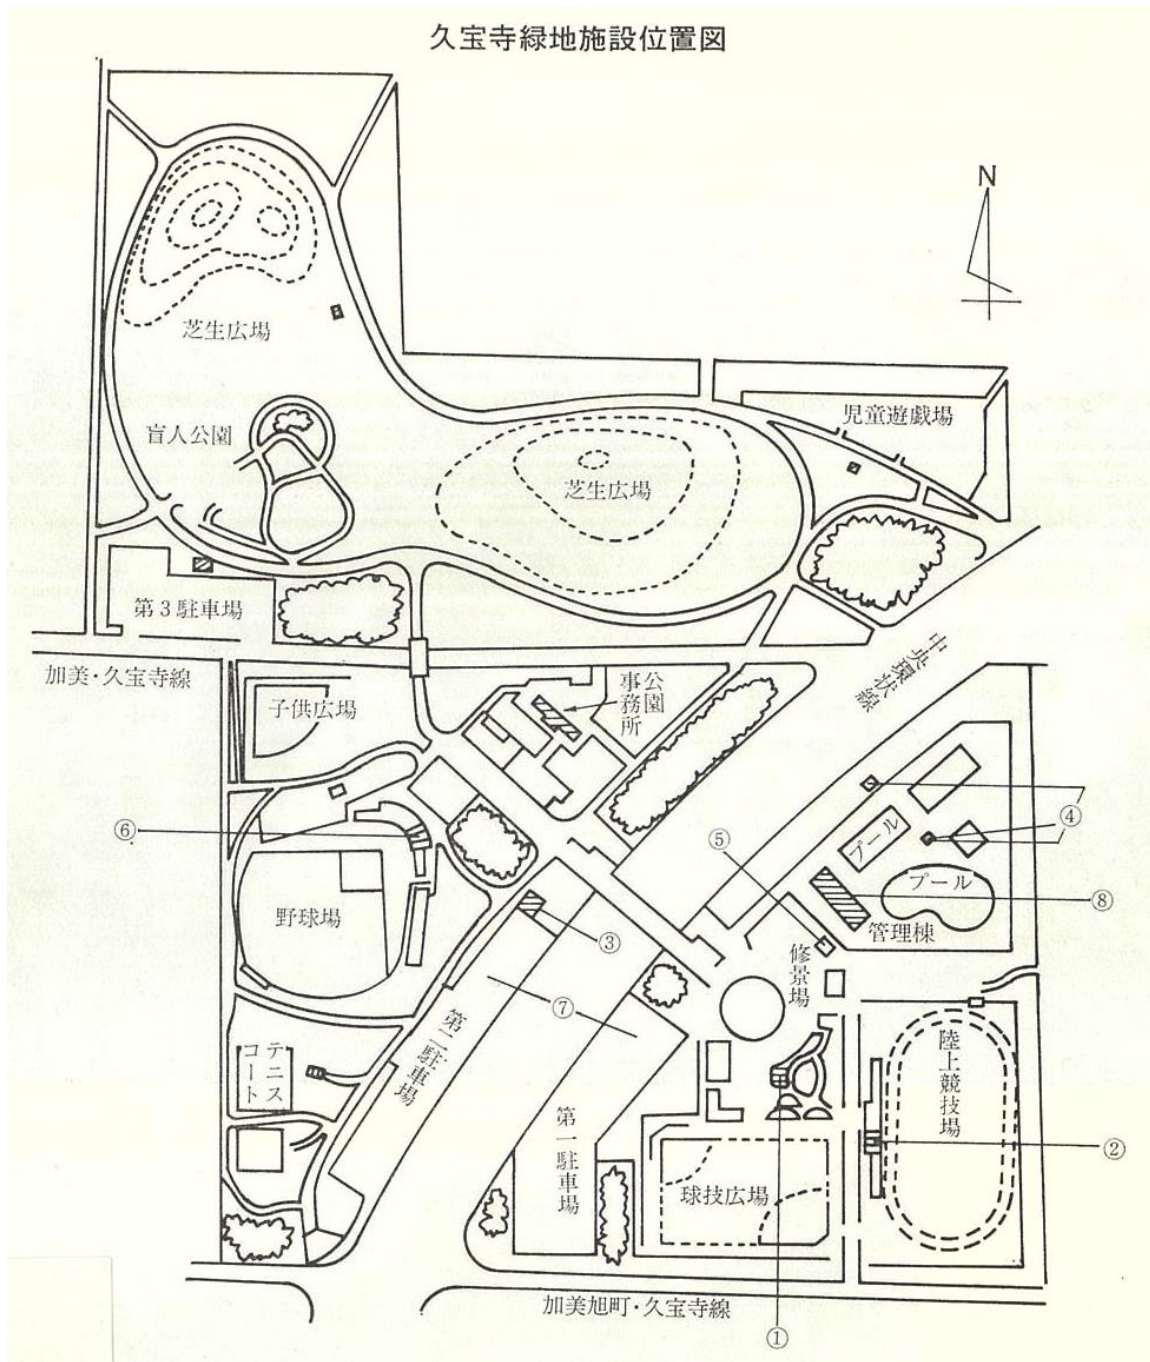 久宝寺緑地施設位置図
N
芝生広場
児童遊戯場
盲人公園
芝生広場
第3駐車場
中央環状線
加美・久宝寺線
公園
事務所
子供広場
④
⑥
⑤
プール
プール
⑧
野球場
管理棟
③
修景場
⑦
第二駐車場
テニス
コート
陸上競技場
第一駐車場
②
球技広場
加美旭町・久宝寺線
①